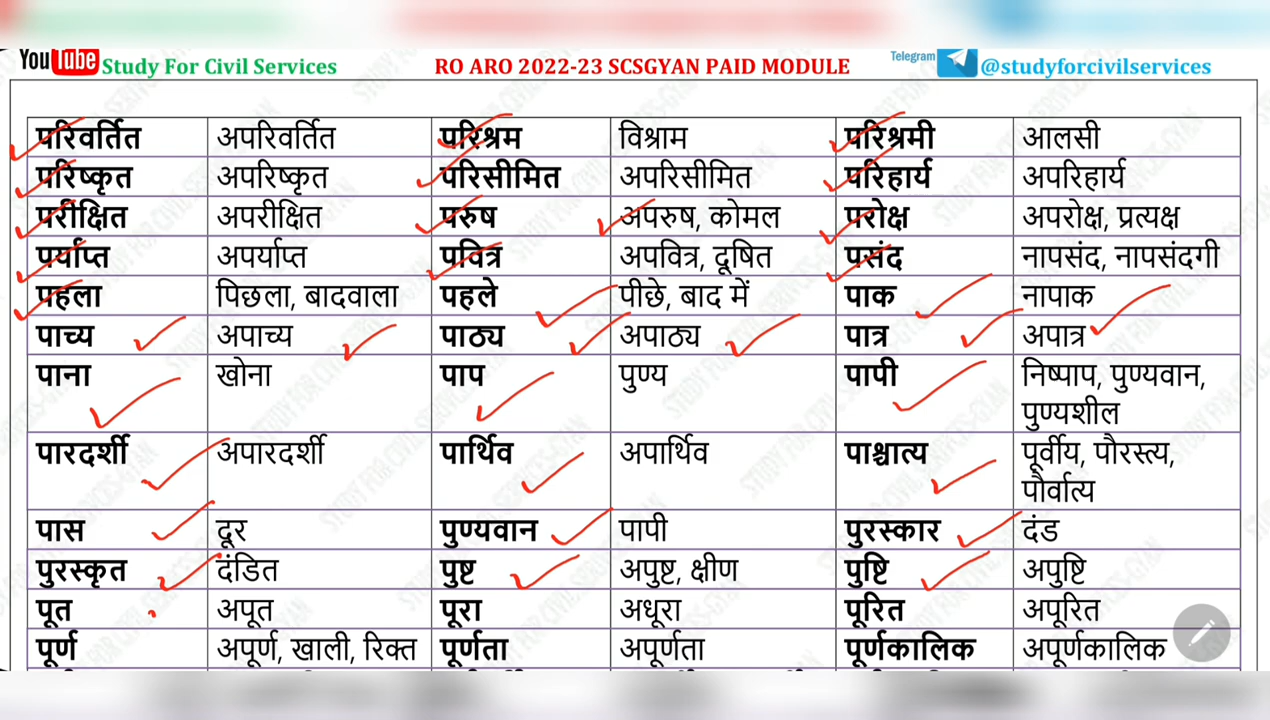 YouTube Study For Civil Services RO ARO 2022-23 SCSGYAN PAID MODULE Telegram @studyforcivilservices
परिवर्तित अपरिवर्तित परिश्रम विश्राम परिश्रमी आलसी
परिष्कृत अपरिष्कृत परिसीमित अपरिसीमित परिहार्य अपरिहार्य
परीक्षित अपरीक्षित परुष अपरुष, कोमल परोक्ष अपरोक्ष, प्रत्यक्ष
पर्याप्त अपर्याप्त पवित्र अपवित्र, दूषित पसंद नापसंद, नापसंदगी
पहला पिछला, बादवाला पहले पीछे, बाद में पाक नापाक
पाच्य अपाच्य पाठ्य अपाठ्य पात्र अपात्र
पाना खोना पाप पुण्य पापी निष्पाप, पुण्यवान,
पुण्यशील
पारदर्शी अपारदर्शी पार्थिव अपार्थिव पाश्चात्य पूर्वीय, पौरस्त्य,
पौर्वात्य
पास दूर पुण्यवान पापी पुरस्कार दंड
पुरस्कृत दंडित पुष्ट अपुष्ट, क्षीण पुष्टि अपुष्टि
पूत अपूत पूरा अधूरा पूरित अपूरित
पूर्ण अपूर्ण, खाली, रिक्त पूर्णता अपूर्णता पूर्णकालिक अपूर्णकालिक